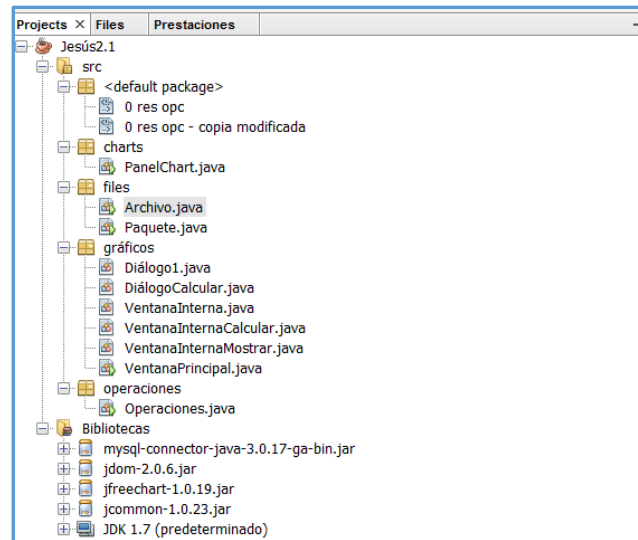 Projects × Files Prestaciones
Jesús2.1
src
<default package>
0 res opc
0 res opc - copia modificada
charts
PanelChart.java
files
Archivo.java
Paquete.java
gráficos
Diálogo1.java
DiálogoCalcular.java
VentanaInterna.java
VentanaInternaCalcular.java
VentanaInternaMostrar.java
VentanaPrincipal.java
operaciones
Operaciones.java
Bibliotecas
mysql-connector-java-3.0.17-ga-bin.jar
jdom-2.0.6.jar
jfreechart-1.0.19.jar
jcommon-1.0.23.jar
JDK 1.7 (predeterminado)